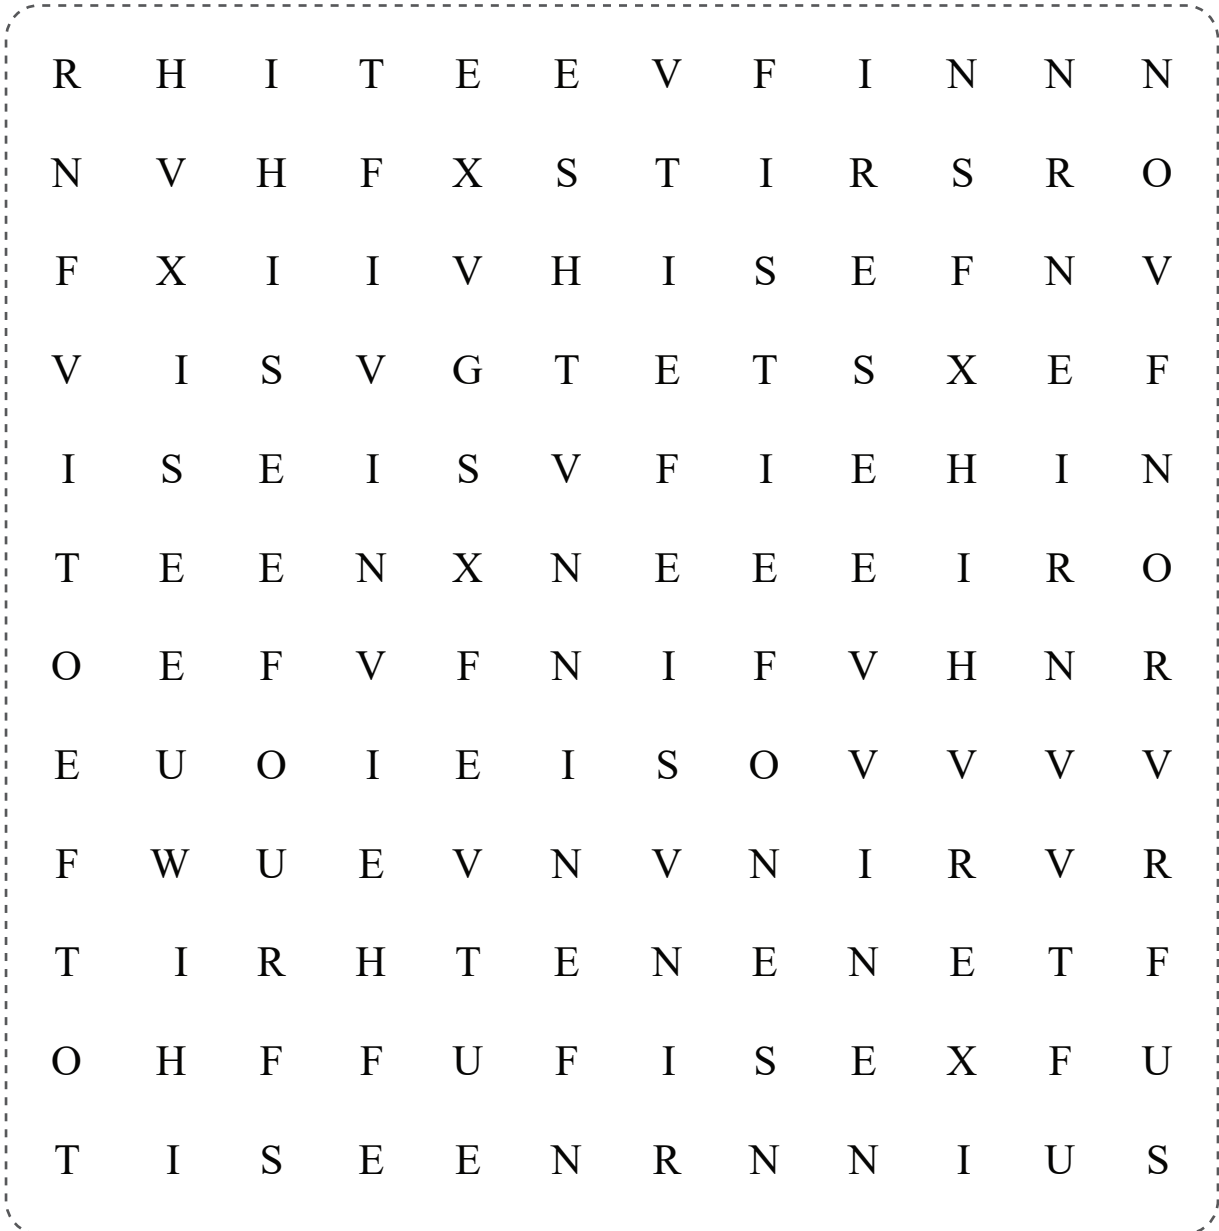 R H I T E E V F I N N N
N V H F X S T I R S R O
F X I I V H I S E F N V
V I S V G T E T S X E F
I S E I S V F I E H I N
T E E N X N E E E I R O
O E F V F N I F V H N R
E U O I E I S O V V V V
F W U E V N V N I R V R
T I R H T E N E N E T F
O H F F U F I S E X F U
T I S E E N R N N I U S